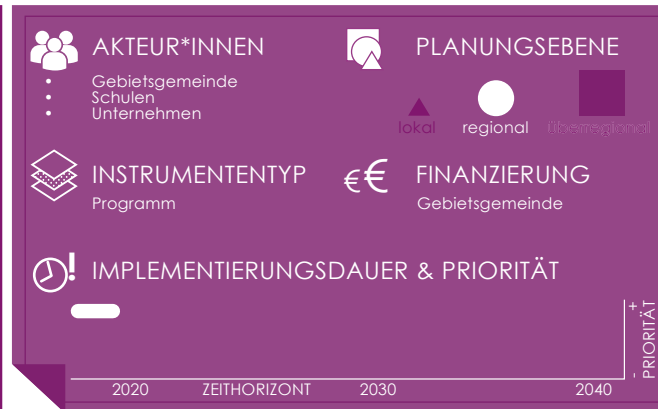 AKTEUR*INNEN
• Gebietsgemeinde
• Schulen
• Unternehmen
PLANUNGSEBENE
lokal regional überregional
INSTRUMENTENTYP
Programm
€€ FINANZIERUNG
Gebietsgemeinde
! IMPLEMENTIERUNGSDAUER & PRIORITÄT
- PRIORITÄT +
2020 ZEITHORIZONT 2030 2040